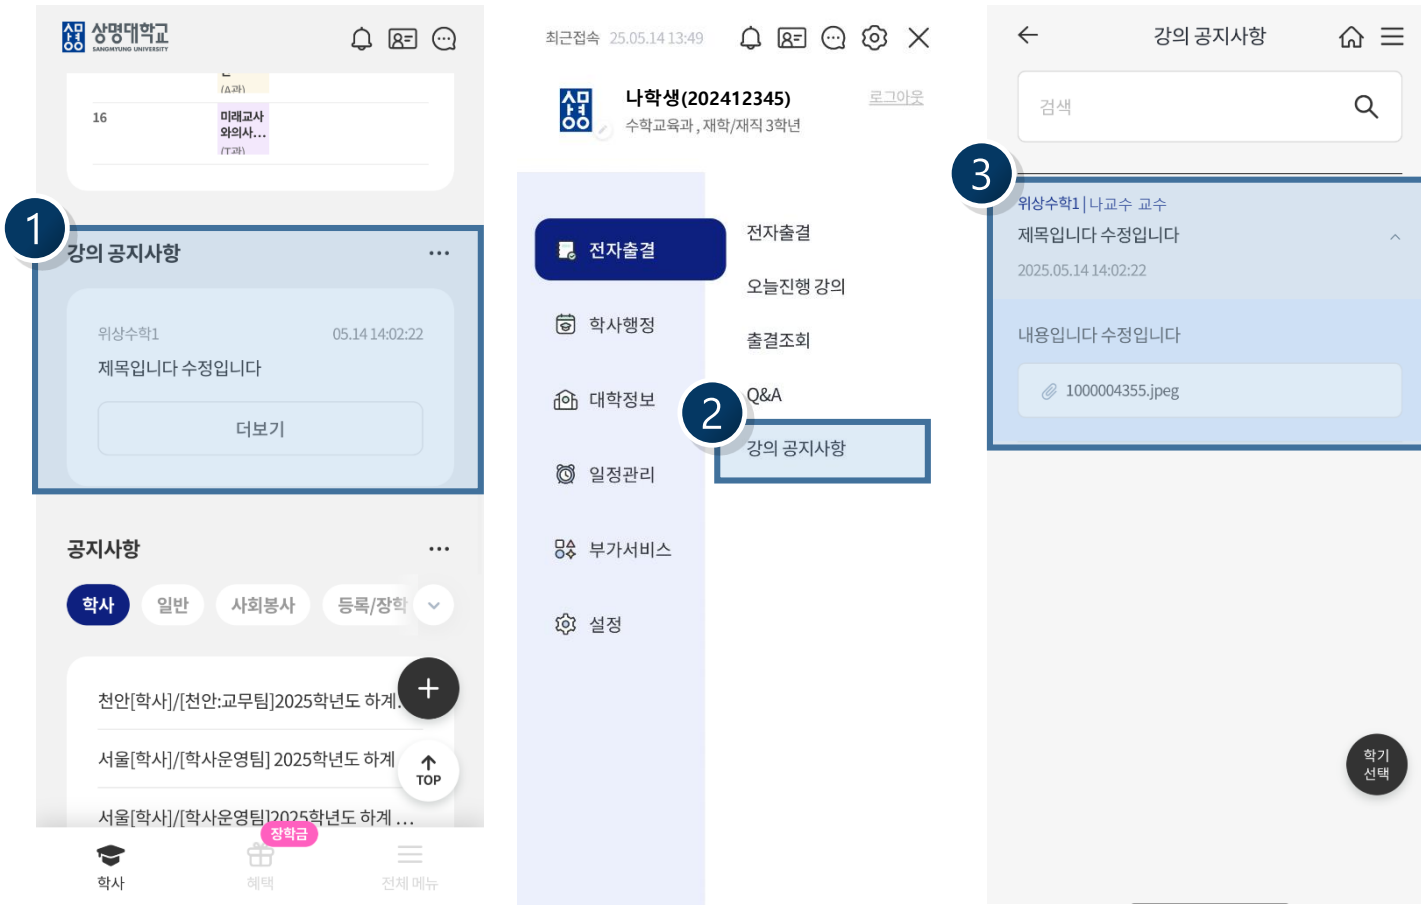 상명대학교
SANGMYUNG UNIVERSITY
(A과)
16
미래교사
와의사...
(T과)
1
강의 공지사항
위상수학1
05.14 14:02:22
제목입니다 수정입니다
더보기
공지사항
학사
일반
사회봉사
등록/장학
천안[학사]/[천안:교무팀]2025학년도 하계.
서울[학사]/[학사운영팀] 2025학년도 하계
TOP
서울[학사]/[학사운영팀]2025학년도 하계 ...
장학금
학사
혜택
전체 메뉴
최근접속 25.05.14 13:49
상명
나학생(202412345)
로그아웃
수학교육과 , 재학/재직 3학년
전자출결
학사행정
대학정보
일정관리
부가서비스
설정
전자출결
오늘진행 강의
출결조회
Q&A
2
강의 공지사항
강의 공지사항
검색
3
위상수학1 | 나교수 교수
제목입니다 수정입니다
2025.05.14 14:02:22
내용입니다 수정입니다
1000004355.jpeg
학기
선택